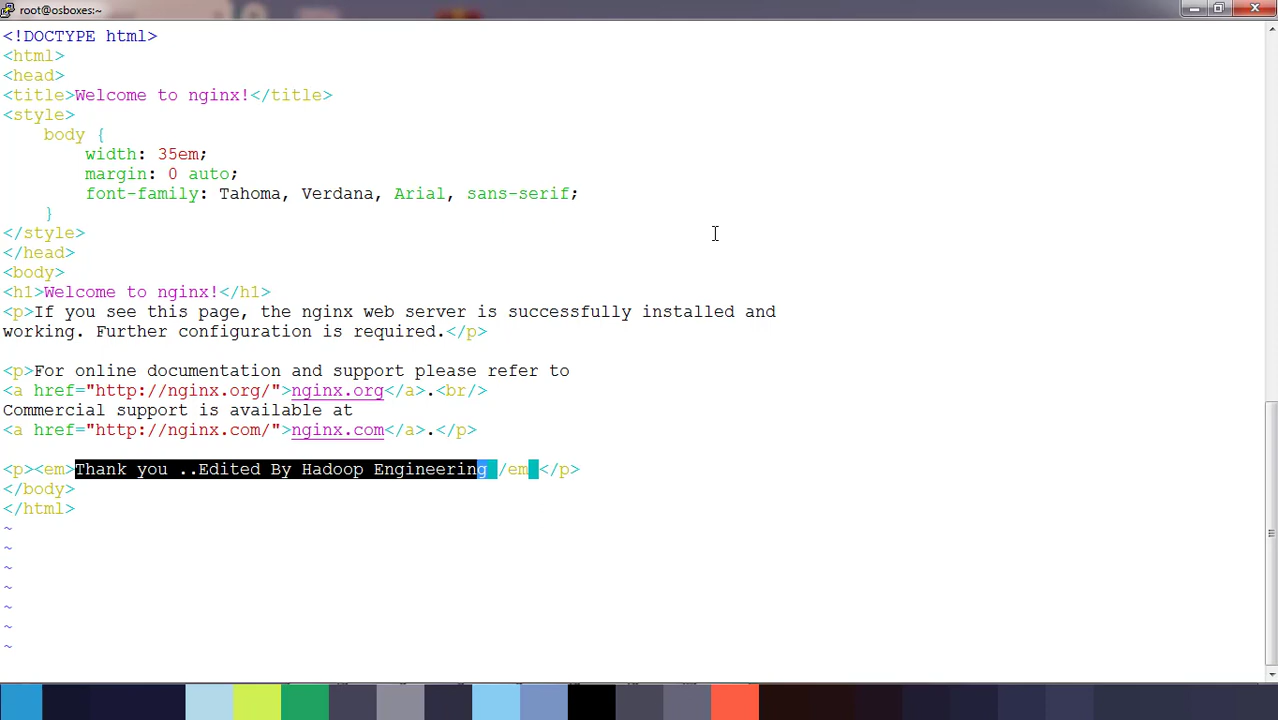 root@osboxes:~
<!DOCTYPE html>
<html>
<head>
<title>Welcome to nginx!</title>
<style>
    body {
        width: 35em;
        margin: 0 auto;
        font-family: Tahoma, Verdana, Arial, sans-serif;
    }
</style>
</head>
<body>
<h1>Welcome to nginx!</h1>
<p>If you see this page, the nginx web server is successfully installed and
working. Further configuration is required.</p>
<p>For online documentation and support please refer to
<a href="http://nginx.org/">nginx.org</a>.<br/>
Commercial support is available at
<a href="http://nginx.com/">nginx.com</a>.</p>
<p><em>Thank you ..Edited By Hadoop Engineering /em </p>
</body>
</html>
~
~
~
~
~
~
~